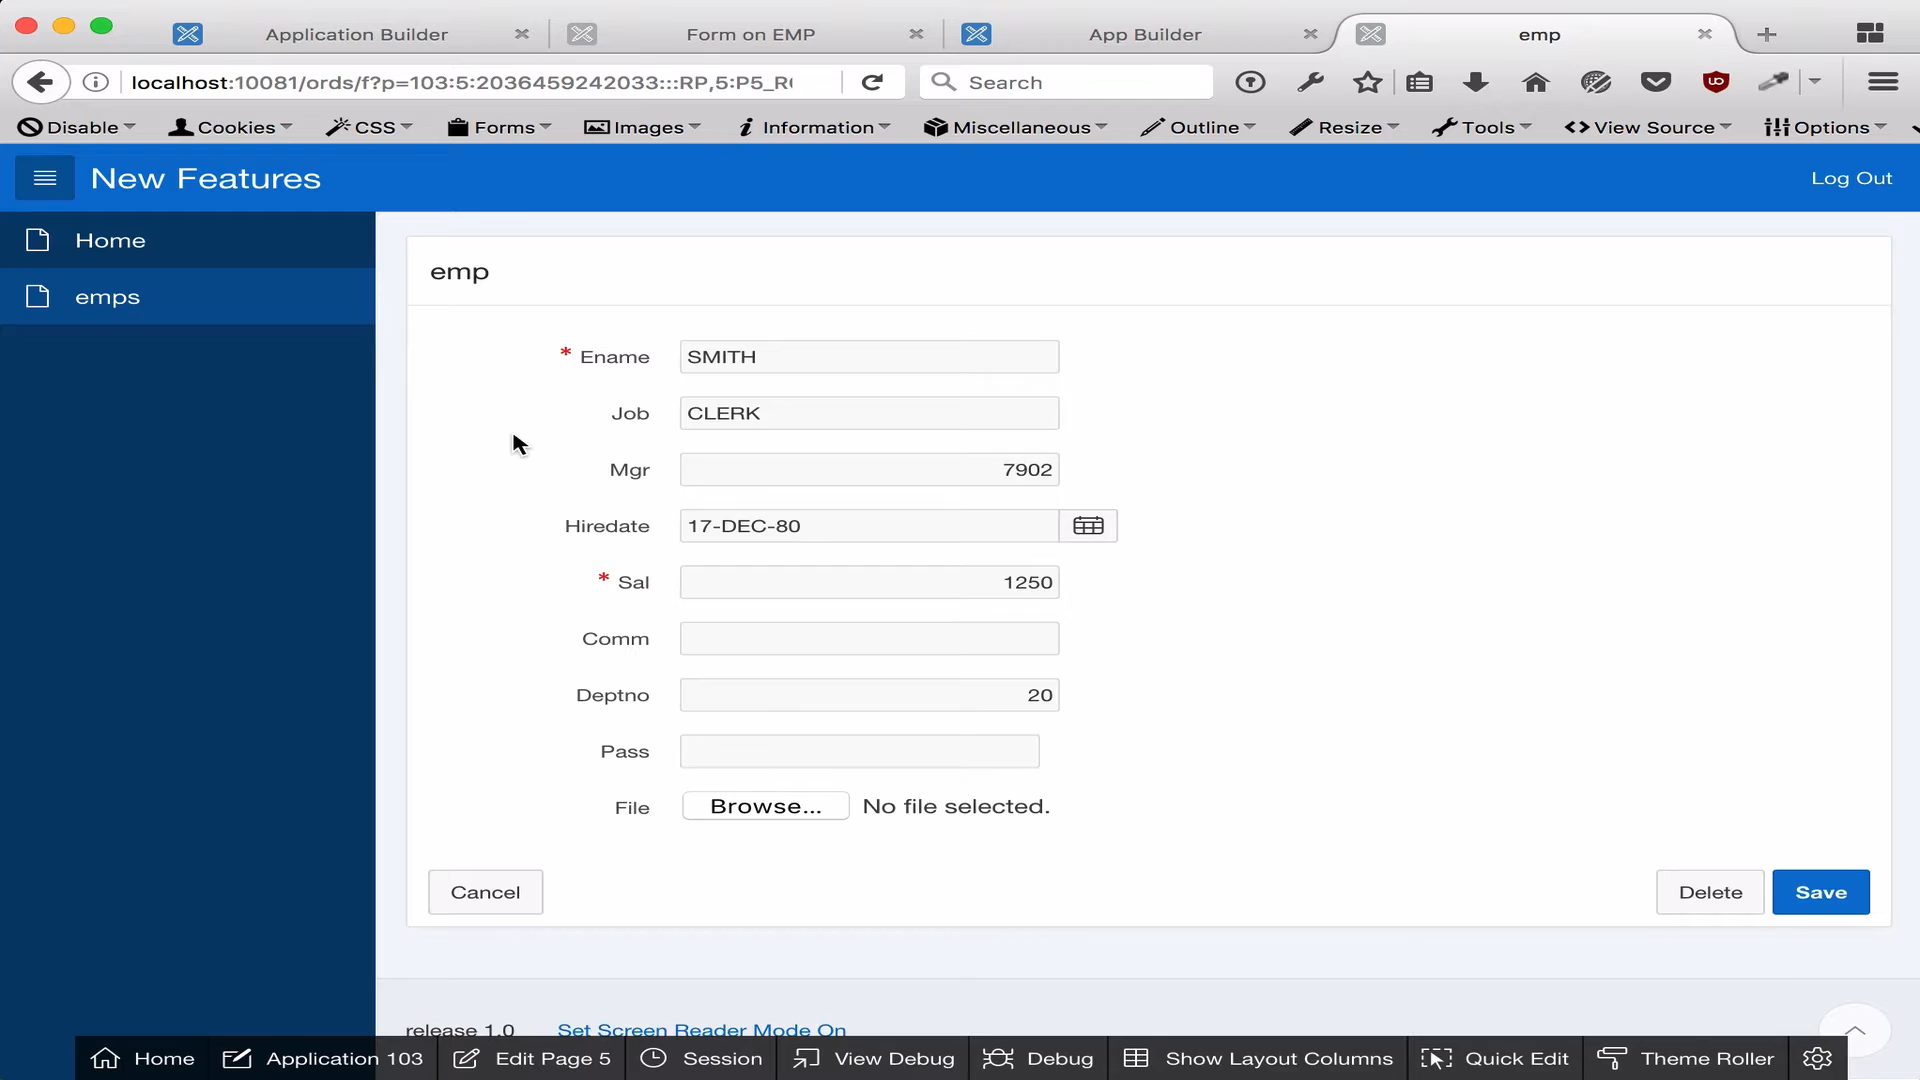 Application Builder
Form on EMP
App Builder
emp
localhost:10081/ords/f?p=103:5:2036459242033:::RP,5:P5_R
Search
Disable
Cookies
CSS
Forms
Images
Information
Miscellaneous
Outline
Resize
Tools
View Source
Options
New Features
Log Out
Home
emps
emp
* Ename SMITH
Job CLERK
Mgr 7902
Hiredate 17-DEC-80
* Sal 1250
Comm
Deptno 20
Pass
File Browse... No file selected.
Cancel
Delete
Save
release 1.0
Set Screen Reader Mode On
Home
Application 103
Edit Page 5
Session
View Debug
Debug
Show Layout Columns
Quick Edit
Theme Roller